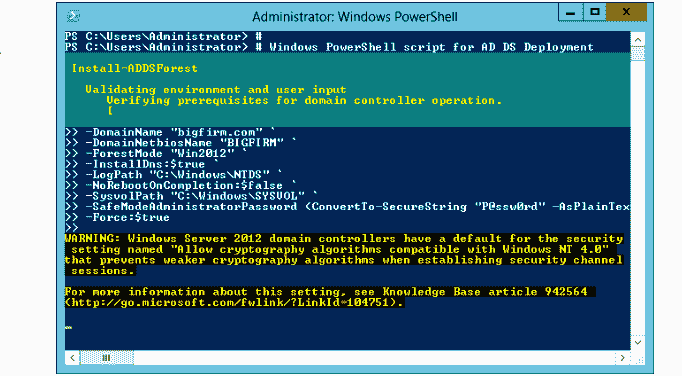 Administrator: Windows PowerShell
PS C:\Users\Administrator> #
PS C:\Users\Administrator> # Windows PowerShell script for AD DS Deployment
Install-ADDSForest
Validating environment and user input
Verifying prerequisites for domain controller operation.
[
>> -DomainName "bigfirm.com" `
>> -DomainNetbiosName "BIGFIRM" `
>> -ForestMode "Win2012" `
>> -InstallDns:$true `
>> -LogPath "C:\Windows\NTDS" `
>> -NoRebootOnCompletion:$false `
>> -SysvolPath "C:\Windows\SYSVOL" `
>> -SafeModeAdministratorPassword (ConvertTo-SecureString "P@ssw0rd" -AsPlainTex
>> -Force:$true
>>
WARNING: Windows Server 2012 domain controllers have a default for the security
setting named "Allow cryptography algorithms compatible with Windows NT 4.0"
that prevents weaker cryptography algorithms when establishing security channel
sessions.
For more information about this setting, see Knowledge Base article 942564
(http://go.microsoft.com/fwlink/?LinkId=104751).